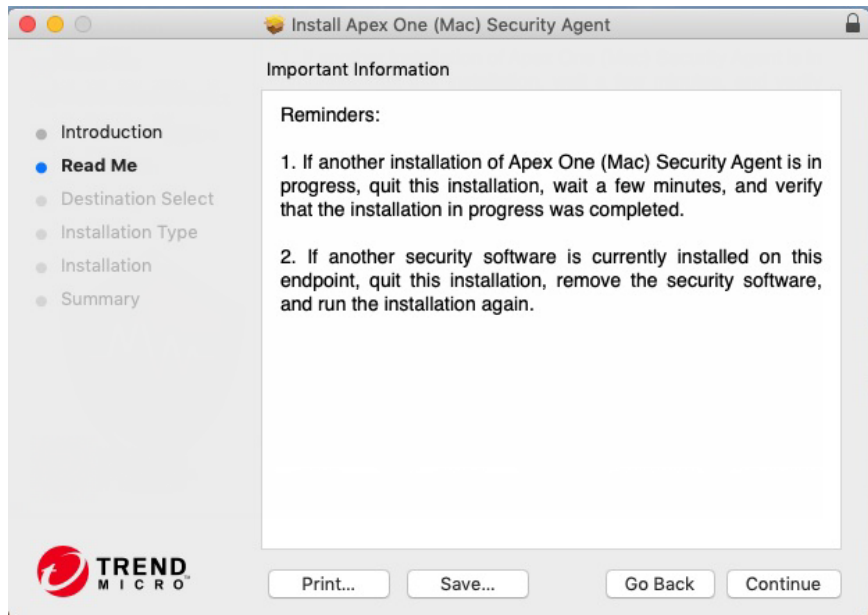 Install Apex One (Mac) Security Agent
Important Information
Introduction
Read Me
Destination Select
Installation Type
Installation
Summary
Reminders:
1. If another installation of Apex One (Mac) Security Agent is in
progress, quit this installation, wait a few minutes, and verify
that the installation in progress was completed.
2. If another security software is currently installed on this
endpoint, quit this installation, remove the security software,
and run the installation again.
TREND
MICRO™
Print...
Save...
Go Back
Continue